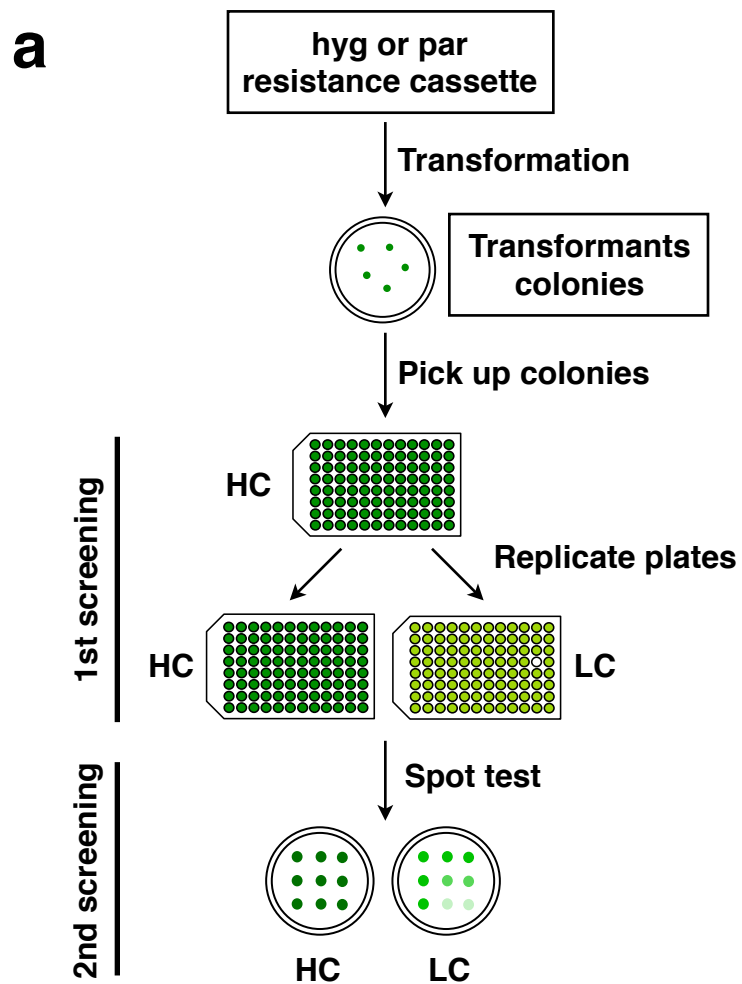 a
hyg or par
resistance cassette
Transformation
Transformants
colonies
Pick up colonies
HC
Replicate plates
1st screening
HC
LC
Spot test
2nd screening
HC
LC